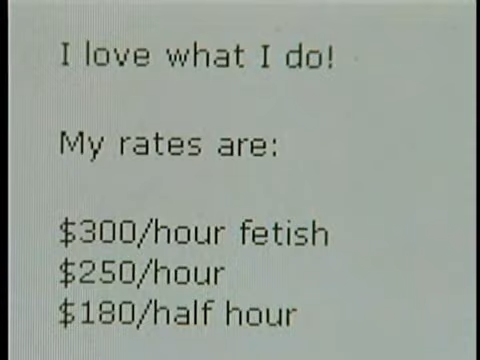 I love what I do!
My rates are:
$300/hour fetish
$250/hour
$180/half hour